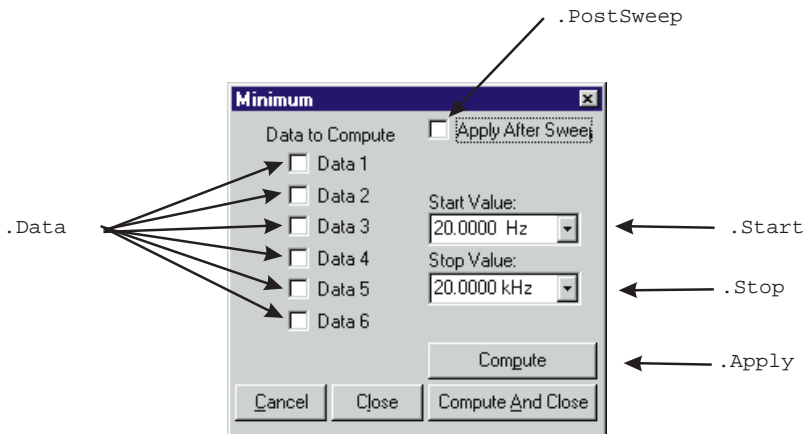 .PostSweep
Minimum
Data to Compute
Apply After Sweep
Data 1
Data 2
Data 3
Data 4
Data 5
Data 6
.Data
Start Value:
20.0000 Hz
.Start
Stop Value:
20.0000 kHz
.Stop
Compute
.Apply
Cancel
Close
Compute And Close